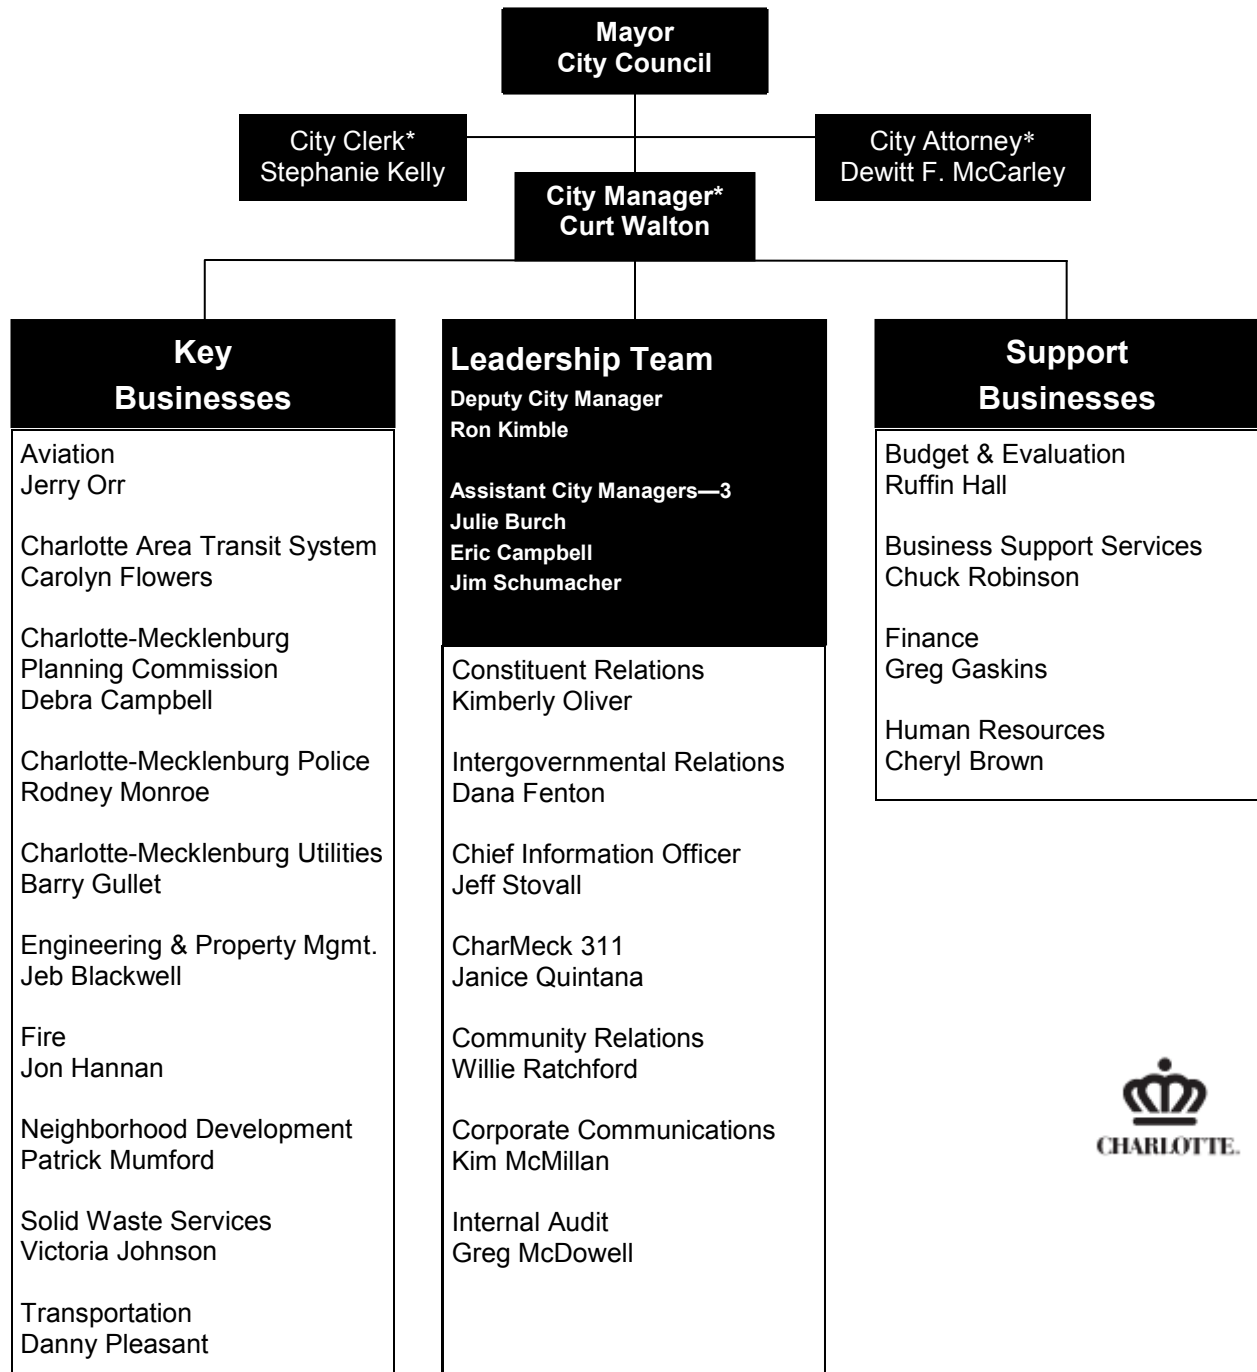 Mayor
City Council
City Clerk*
Stephanie Kelly
City Attorney*
Dewitt F. McCarley
City Manager*
Curt Walton
Key
Businesses
Aviation
Jerry Orr
Charlotte Area Transit System
Carolyn Flowers
Charlotte-Mecklenburg
Planning Commission
Debra Campbell
Charlotte-Mecklenburg Police
Rodney Monroe
Charlotte-Mecklenburg Utilities
Barry Gullet
Engineering & Property Mgmt.
Jeb Blackwell
Fire
Jon Hannan
Neighborhood Development
Patrick Mumford
Solid Waste Services
Victoria Johnson
Transportation
Danny Pleasant
Leadership Team
Deputy City Manager
Ron Kimble
Assistant City Managers—3
Julie Burch
Eric Campbell
Jim Schumacher
Constituent Relations
Kimberly Oliver
Intergovernmental Relations
Dana Fenton
Chief Information Officer
Jeff Stovall
CharMeck 311
Janice Quintana
Community Relations
Willie Ratchford
Corporate Communications
Kim McMillan
Internal Audit
Greg McDowell
Support
Businesses
Budget & Evaluation
Ruffin Hall
Business Support Services
Chuck Robinson
Finance
Greg Gaskins
Human Resources
Cheryl Brown
CHARLOTTE.